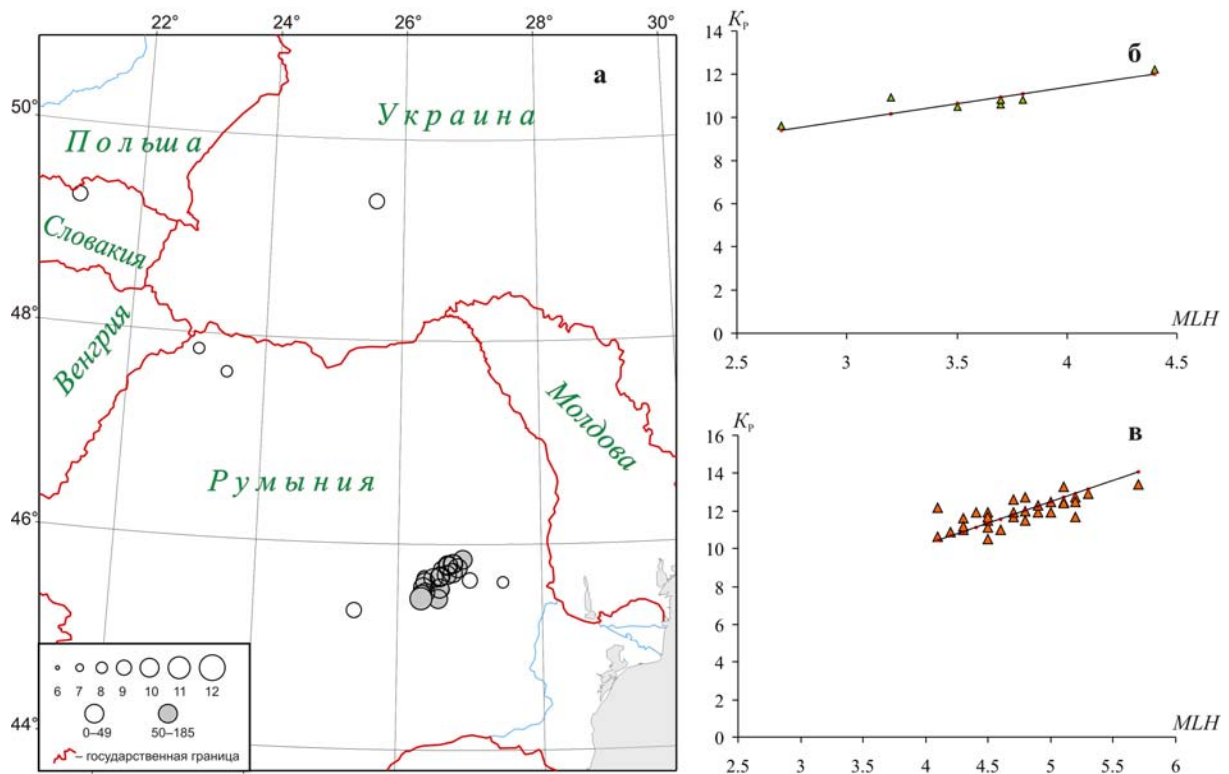 22° 24° 26° 28° 30°
а
50°
48°
46°
44°
Украина
Польша
Словакия
Венгрия
Молдова
Румыния
6 7 8 9 10 11 12
0–49 50–185
– государственная граница
Kр
б
14
12
10
8
6
4
2
0
MLH
2.5 3 3.5 4 4.5
Kр
в
16
14
12
10
8
6
4
2
0
MLH
2.5 3 3.5 4 4.5 5 5.5 6